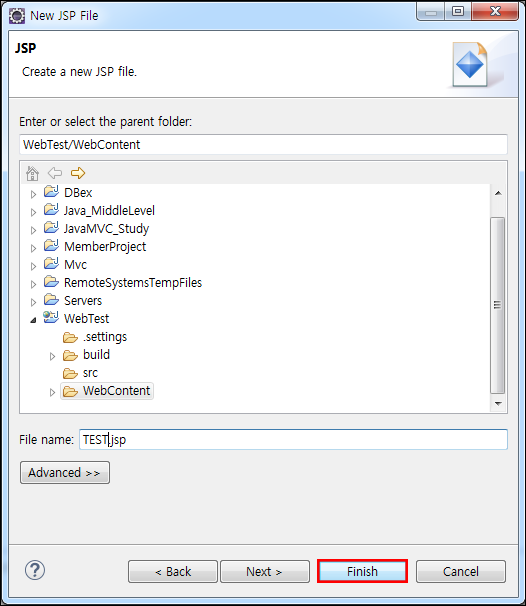 New JSP File
JSP
Create a new JSP file.
Enter or select the parent folder:
WebTest/WebContent
DBex
Java_MiddleLevel
JavaMVC_Study
MemberProject
Mvc
RemoteSystemsTempFiles
Servers
WebTest
.settings
build
src
WebContent
File name: TEST.jsp
Advanced >>
? < Back Next > Finish Cancel